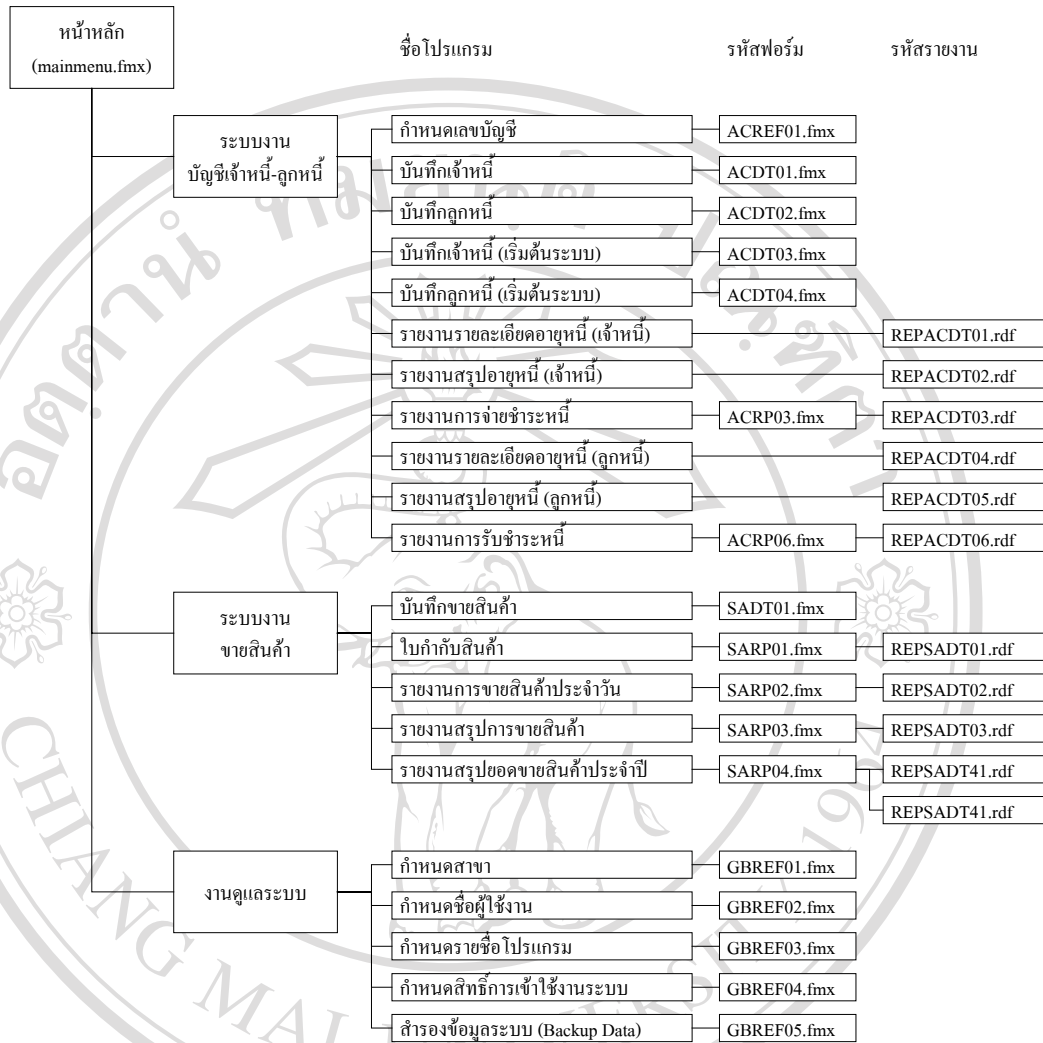 หน้าหลัก
(mainmenu.fmx)
ชื่อโปรแกรม รหัสฟอร์ม รหัสรายงาน
ระบบงาน
บัญชีเจ้าหนี้-ลูกหนี้
กำหนดเลขบัญชี ACREF01.fmx
บันทึกเจ้าหนี้ ACDT01.fmx
บันทึกลูกหนี้ ACDT02.fmx
บันทึกเจ้าหนี้ (เริ่มต้นระบบ) ACDT03.fmx
บันทึกลูกหนี้ (เริ่มต้นระบบ) ACDT04.fmx
รายงานรายละเอียดอายุหนี้ (เจ้าหนี้) REPACDT01.rdf
รายงานสรุปอายุหนี้ (เจ้าหนี้) REPACDT02.rdf
รายงานการจ่ายชำระหนี้ ACRP03.fmx REPACDT03.rdf
รายงานรายละเอียดอายุหนี้ (ลูกหนี้) REPACDT04.rdf
รายงานสรุปอายุหนี้ (ลูกหนี้) REPACDT05.rdf
รายงานการรับชำระหนี้ ACRP06.fmx REPACDT06.rdf
ระบบงาน
ขายสินค้า
บันทึกขายสินค้า SADT01.fmx
ใบกำกับสินค้า SARP01.fmx REPSADT01.rdf
รายงานการขายสินค้าประจำวัน SARP02.fmx REPSADT02.rdf
รายงานสรุปการขายสินค้า SARP03.fmx REPSADT03.rdf
รายงานสรุปยอดขายสินค้าประจำปี SARP04.fmx REPSADT41.rdf
REPSADT41.rdf
งานดูแลระบบ
กำหนดสาขา GBREF01.fmx
กำหนดชื่อผู้ใช้งาน GBREF02.fmx
กำหนดรายชื่อโปรแกรม GBREF03.fmx
กำหนดสิทธิ์การเข้าใช้งานระบบ GBREF04.fmx
สำรองข้อมูลระบบ (Backup Data) GBREF05.fmx
CHIANG MAI
1964